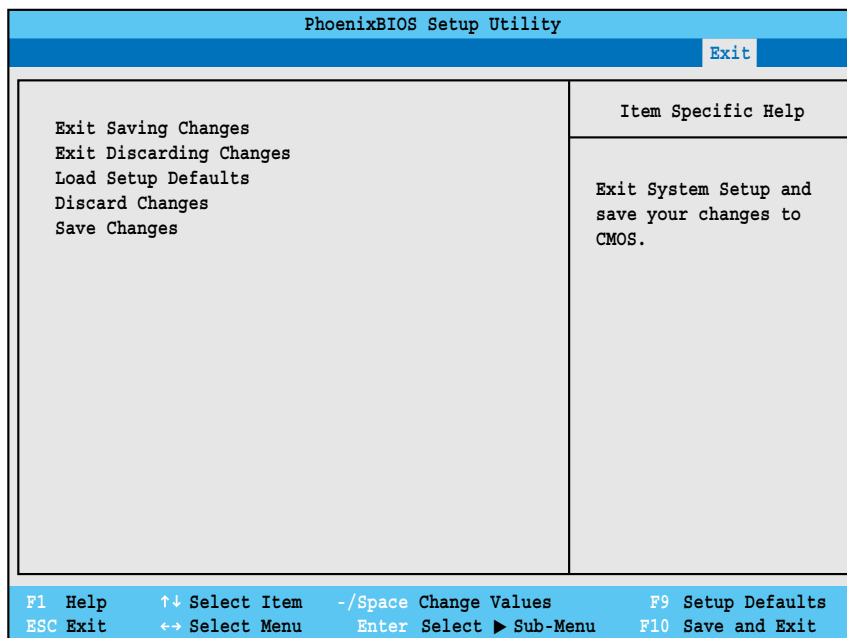 PhoenixBIOS Setup Utility
Exit
Exit Saving Changes
Exit Discarding Changes
Load Setup Defaults
Discard Changes
Save Changes
Item Specific Help
Exit System Setup and
save your changes to
CMOS.
F1 Help ↑↓ Select Item -/Space Change Values F9 Setup Defaults
ESC Exit ←→ Select Menu Enter Select ▶ Sub-Menu F10 Save and Exit